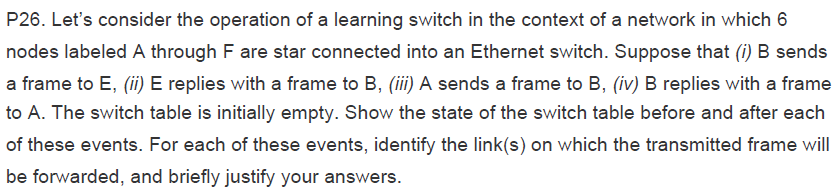 P26. Let's consider the operation of a learning switch in the context of a network in which 6
nodes labeled A through F are star connected into an Ethernet switch. Suppose that (i) B sends
a frame to E, (ii) E replies with a frame to B, (iii) A sends a frame to B, (iv) B replies with a frame
to A. The switch table is initially empty. Show the state of the switch table before and after each
of these events. For each of these events, identify the link(s) on which the transmitted frame will
be forwarded, and briefly justify your answers.